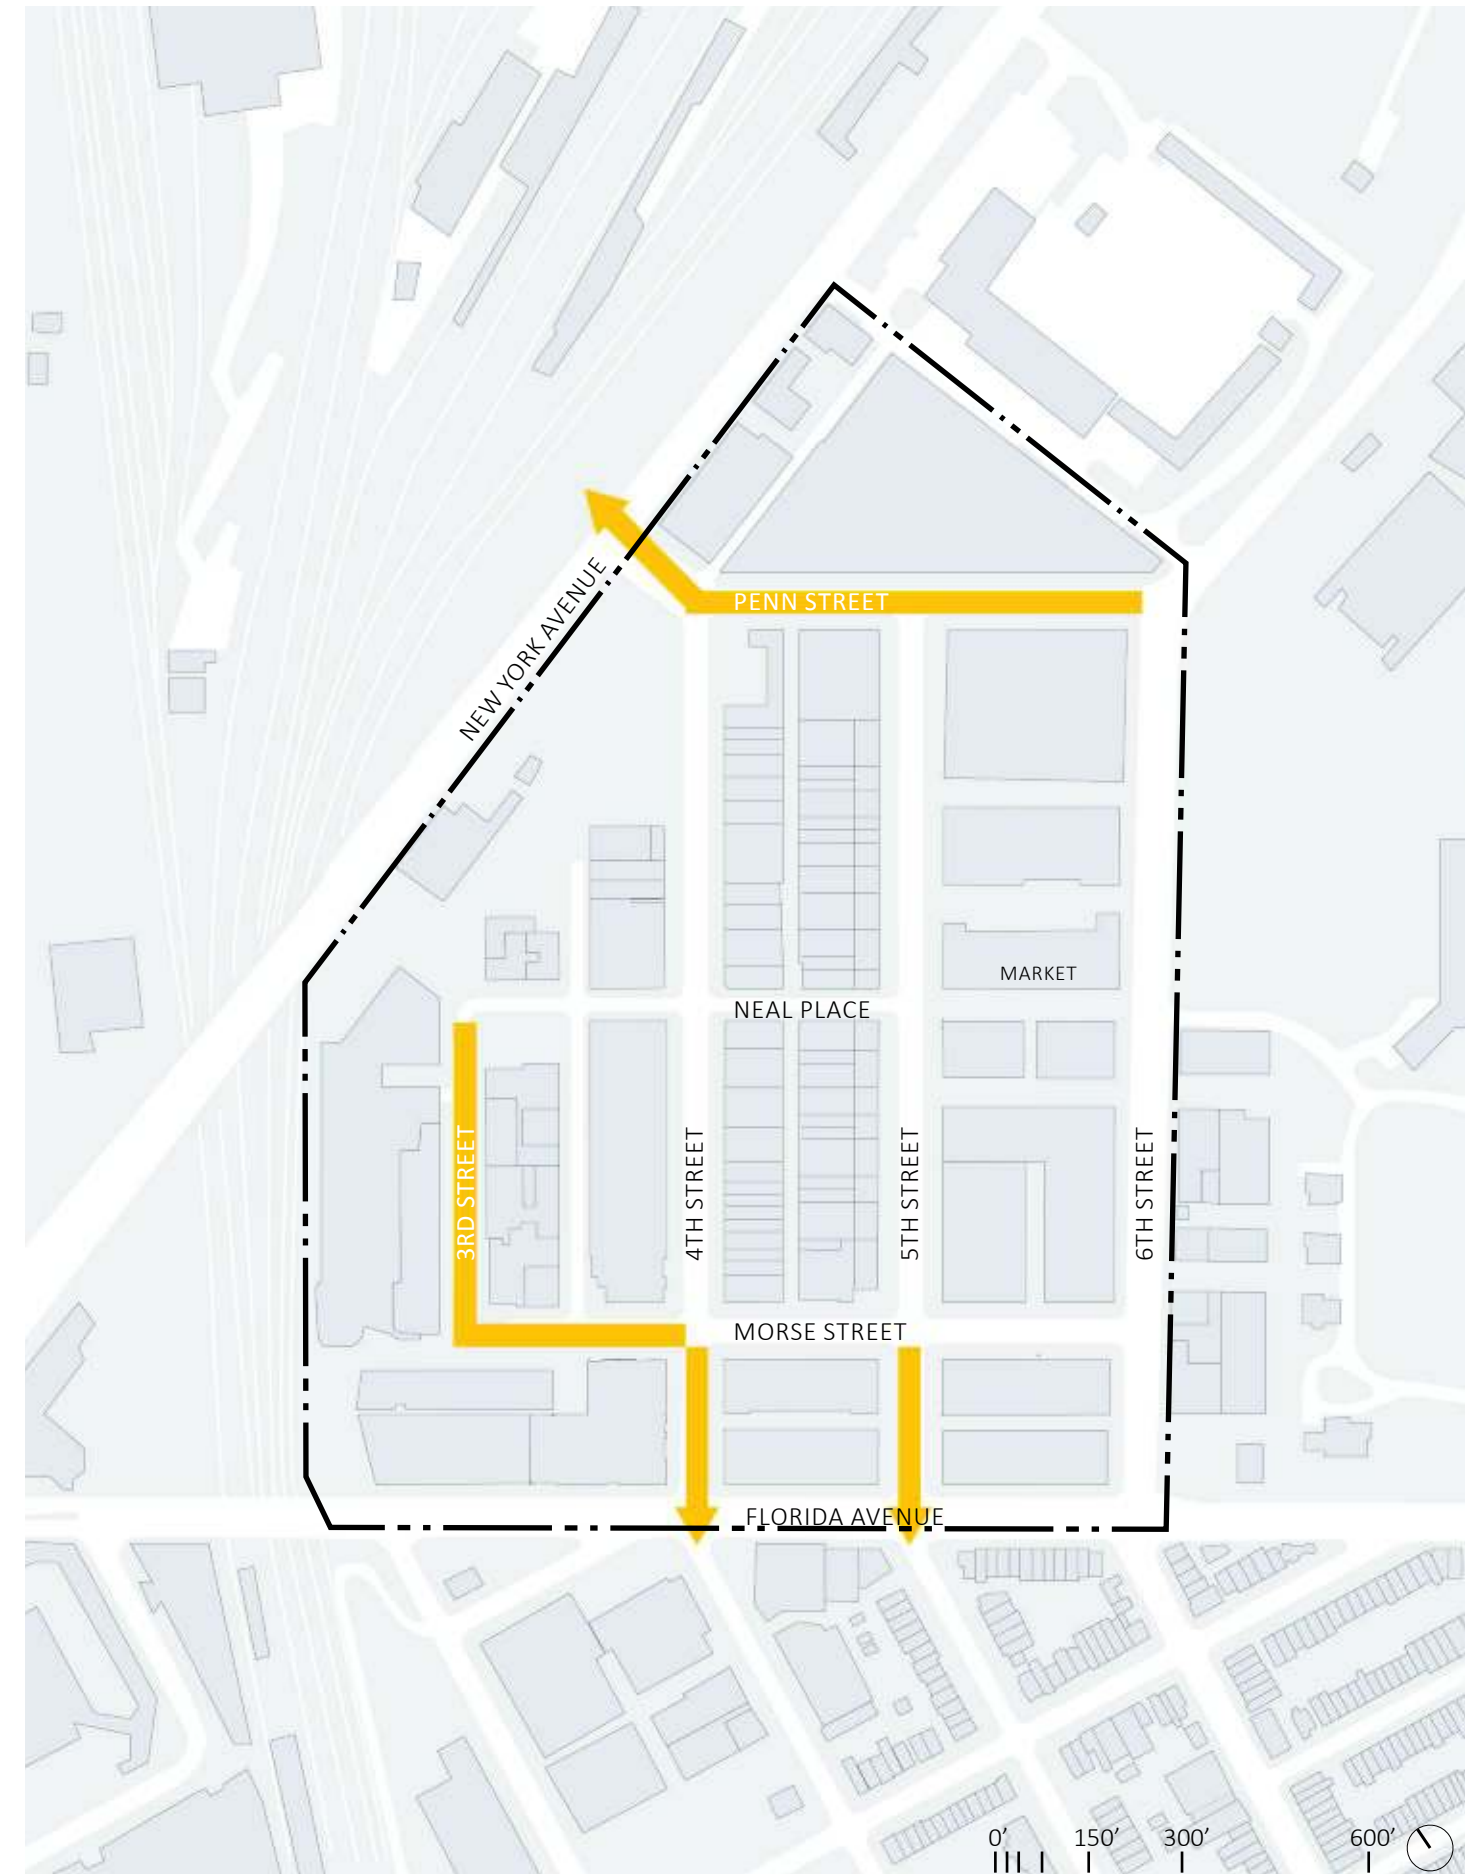 NEW YORK AVENUE
PENN STREET
MARKET
NEAL PLACE
3RD STREET
4TH STREET
5TH STREET
6TH STREET
MORSE STREET
FLORIDA AVENUE
0' 150' 300' 600'